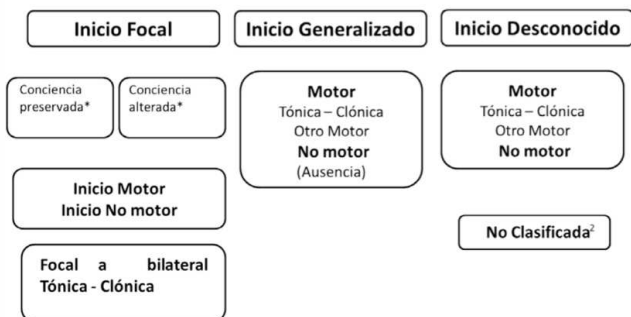 Inicio Focal
Conciencia
preservada*
Conciencia
alterada*
Inicio Motor
Inicio No motor
Focal a bilateral
Tónica - Clónica
Inicio Generalizado
Motor
Tónica – Clónica
Otro Motor
No motor
(Ausencia)
Inicio Desconocido
Motor
Tónica – Clónica
Otro Motor
No motor
No Clasificada²